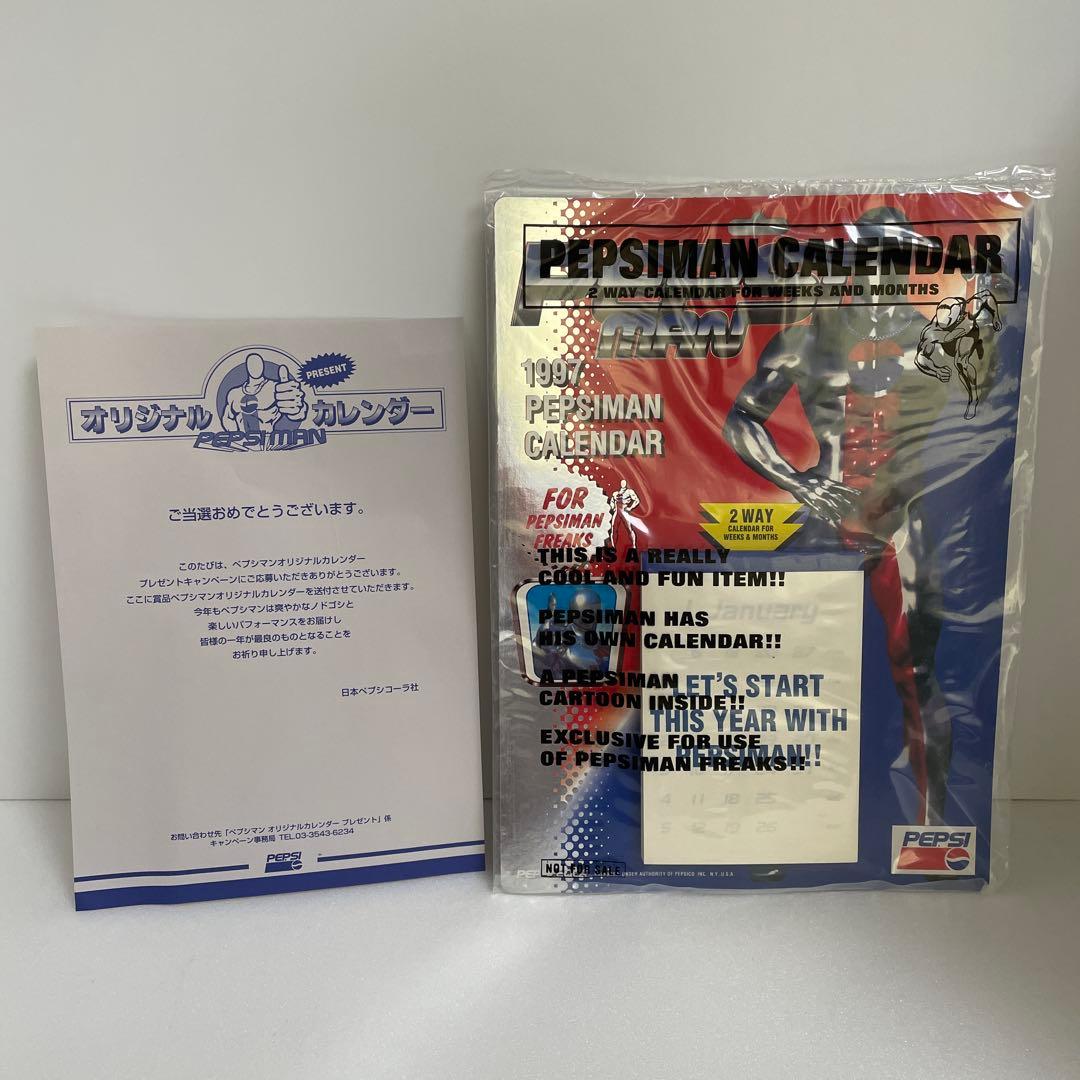 PRESENT
オリジナル カレンダー
PEPSIMAN
ご当選おめでとうございます。
このたびは、ペプシマンオリジナルカレンダー
プレゼントキャンペーンにご応募いただきありがとうございます。
ここに賞品ペプシマンオリジナルカレンダーを送付させていただきます。
今年もペプシマンは爽やかなノドゴシと
楽しいパフォーマンスをお届けし
皆様の一年が最良のものとなることを
お祈り申し上げます。
日本ペプシコーラ社
お問い合わせ先「ペプシマン オリジナルカレンダー プレゼント」係
キャンペーン事務局 TEL.03-3543-6234
PEPSI
PEPSIMAN CALENDAR
2 WAY CALENDAR FOR WEEKS AND MONTHS
MAN
1997
PEPSIMAN
CALENDAR
FOR
PEPSIMAN
FREAKS
2 WAY
CALENDAR FOR
WEEKS & MONTHS
THIS IS A REALLY
COOL AND FUN ITEM!!
PEPSIMAN HAS
HIS OWN CALENDAR!!
A PEPSIMAN
CARTOON INSIDE!!
EXCLUSIVE FOR USE
OF PEPSIMAN FREAKS!!
January
LET'S START
THIS YEAR WITH
PEPSIMAN!!
4 11 18 25
5 26
PEPSI
NOT FOR SALE
UNDER AUTHORITY OF PEPSICO INC. N.Y. U.S.A